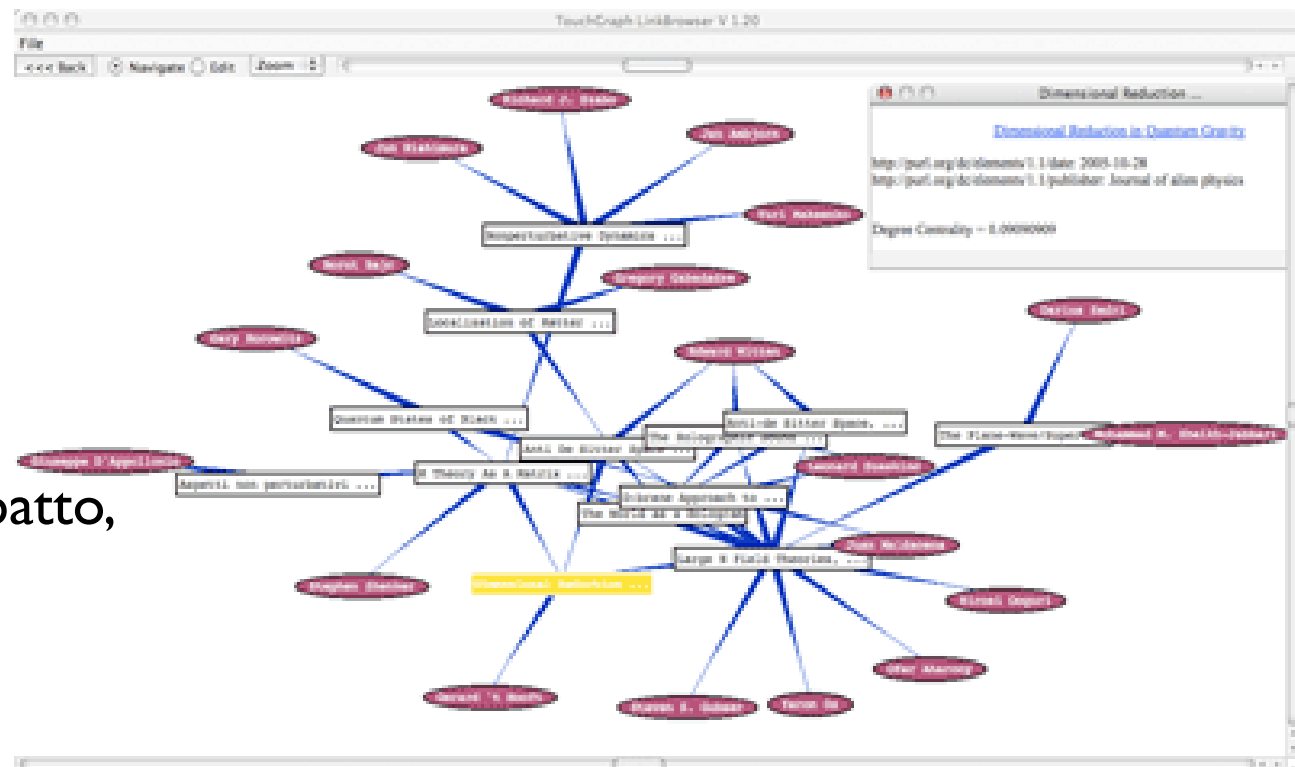 TouchGraph LinkBrowser V 1.20
File
<<< Back Navigate Edit Zoom
Dimensional Reduction ...
Dimensional Reduction in Quantum Gravity
http://purl.org/dc/elements/1.1/date: 2003-10-26
http://purl.org/dc/elements/1.1/publisher: Journal of alien physics
Degree Centrality =
Richard J. Szabo
Jun Nishimura
Jan Ambjorn
Yuri Makeenko
Nonperturbative Dynamics ...
Borut Bajc
Gregory Gabadadze
Localization of Matter ...
Darius Sadri
Gary Horowitz
Edward Witten
Quantum States of Black ...
Anti-de Sitter Space, ...
The Holographic Bound ...
The Plane-Wave/Super
Mohammad M. Sheikh-Jabbari
Anti De Sitter Space ...
Giuseppe D'Appollonio
M Theory As A Matrix ...
Leonard Susskind
Aspetti non perturbativi ...
Approach to ...
The World as a Hologram
patto,
Juan Maldacena
Large N Field Theories, ...
Stephen Shenker
Dimensional Reduction ...
Hirosi Ooguri
Ofer Aharony
Gerard 't Hooft
Steven S. Gubser
Yaron Oz